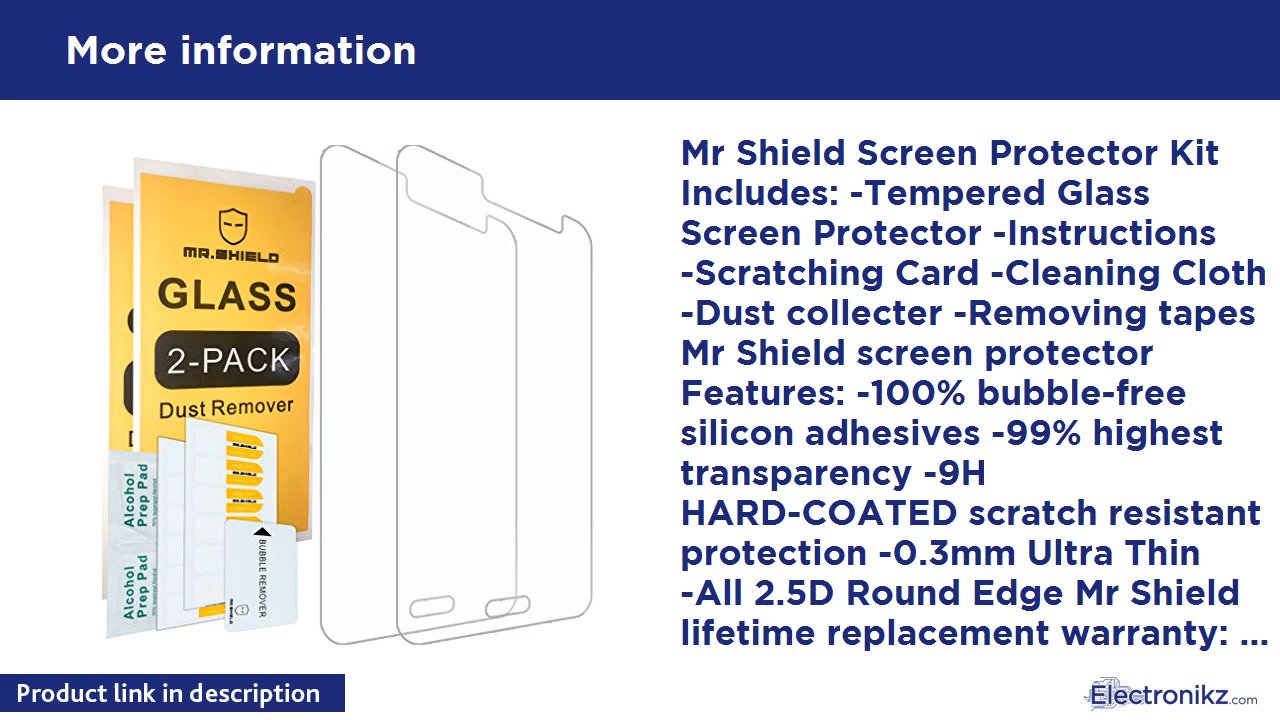 More information
MR.SHIELD
GLASS
2-PACK
Dust Remover
Alcohol
Prep Pad
Alcohol
Prep Pad
BUBBLE REMOVER
MR.SHIELD
Mr Shield Screen Protector Kit
Includes: -Tempered Glass
Screen Protector -Instructions
-Scratching Card -Cleaning Cloth
-Dust collecter -Removing tapes
Mr Shield screen protector
Features: -100% bubble-free
silicon adhesives -99% highest
transparency -9H
HARD-COATED scratch resistant
protection -0.3mm Ultra Thin
-All 2.5D Round Edge Mr Shield
lifetime replacement warranty: ...
Product link in description
Electronikz.com